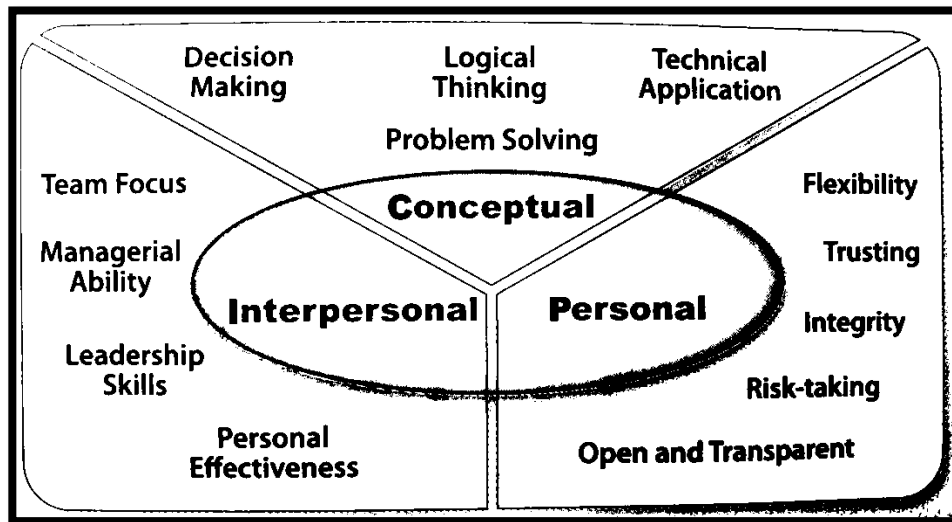 Decision
Making
Logical
Thinking
Technical
Application
Problem Solving
Conceptual
Team Focus
Managerial
Ability
Leadership
Skills
Personal
Effectiveness
Interpersonal
Personal
Flexibility
Trusting
Integrity
Risk-taking
Open and Transparent